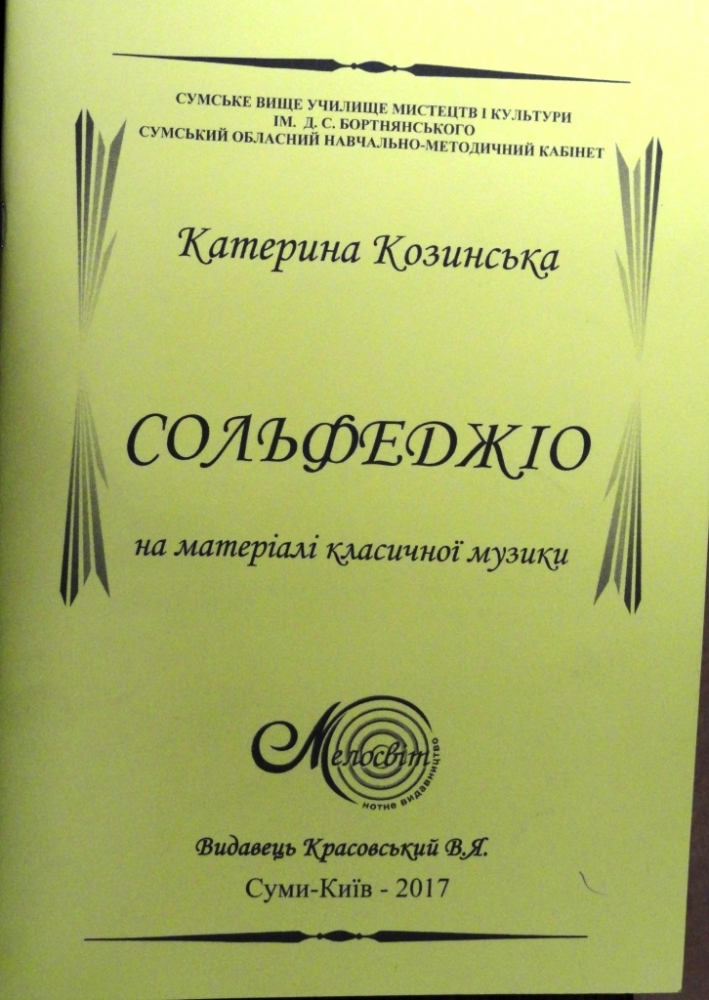 СУМСЬКЕ ВИЩЕ УЧИЛИЩЕ МИСТЕЦТВ І КУЛЬТУРИ
ІМ. Д. С. БОРТНЯНСЬКОГО
СУМСЬКИЙ ОБЛАСНИЙ НАВЧАЛЬНО-МЕТОДИЧНИЙ КАБІНЕТ
Катерина Козинська
СОЛЬФЕДЖІО
на матеріалі класичної музики
Мелосвіт
нотне видавництво
Видавець Красовський В.Я.
Суми-Київ - 2017